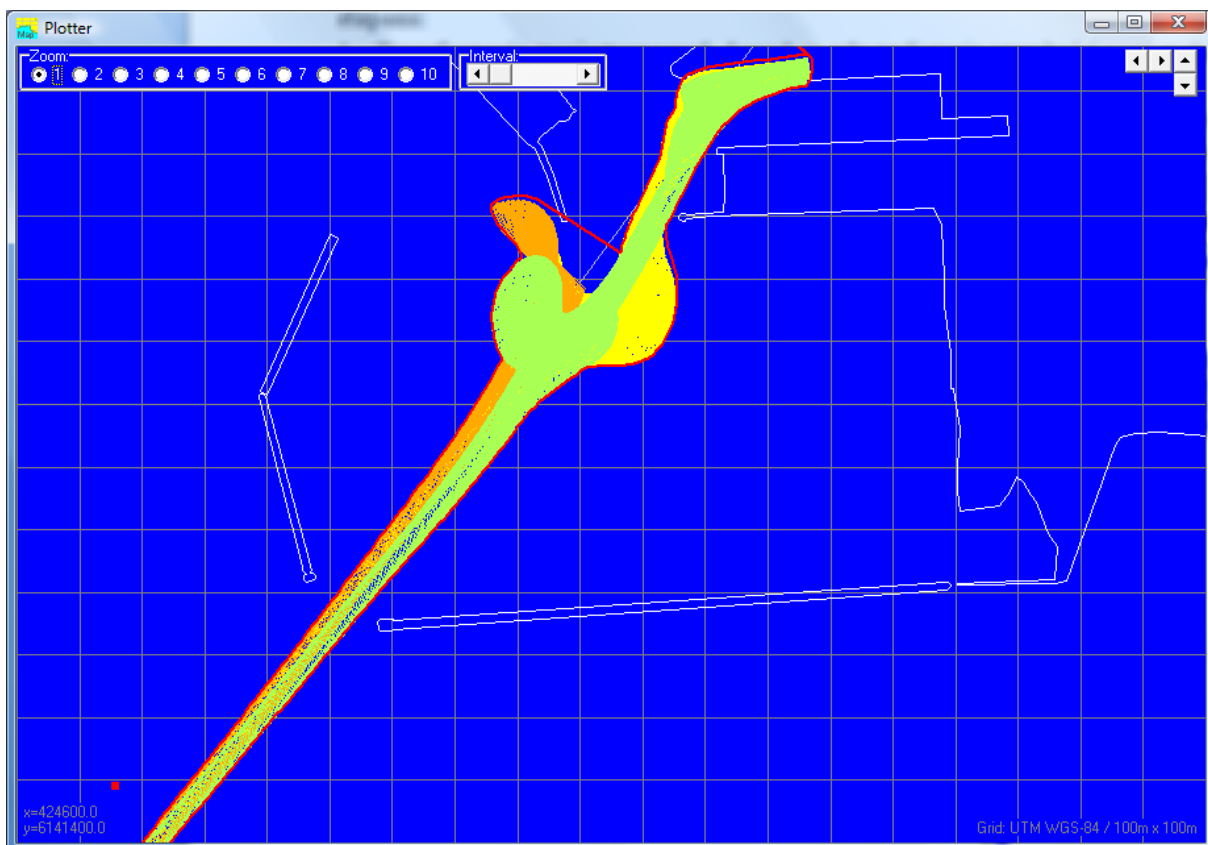 Plotter
Map
Zoom:
1 2 3 4 5 6 7 8 9 10
Interval:
x=424600.0
y=6141400.0
Grid: UTM WGS-84 / 100m x 100m